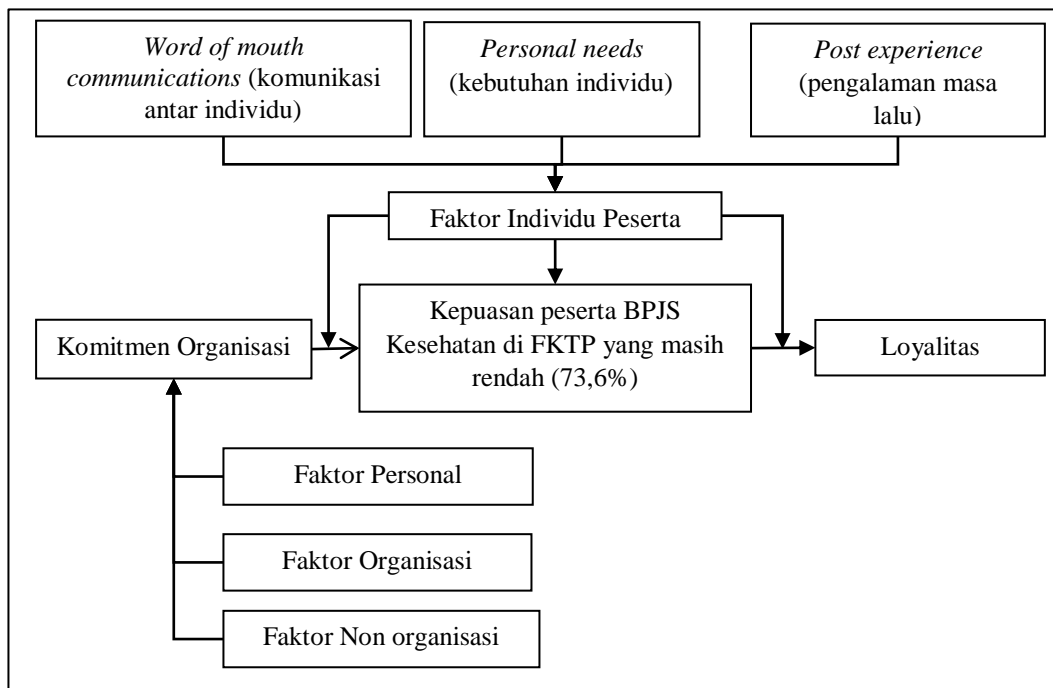 Word of mouth
communications (komunikasi
antar individu)
Personal needs
(kebutuhan individu)
Post experience
(pengalaman masa
lalu)
Faktor Individu Peserta
Komitmen Organisasi
Kepuasan peserta BPJS
Kesehatan di FKTP yang masih
rendah (73,6%)
Loyalitas
Faktor Personal
Faktor Organisasi
Faktor Non organisasi